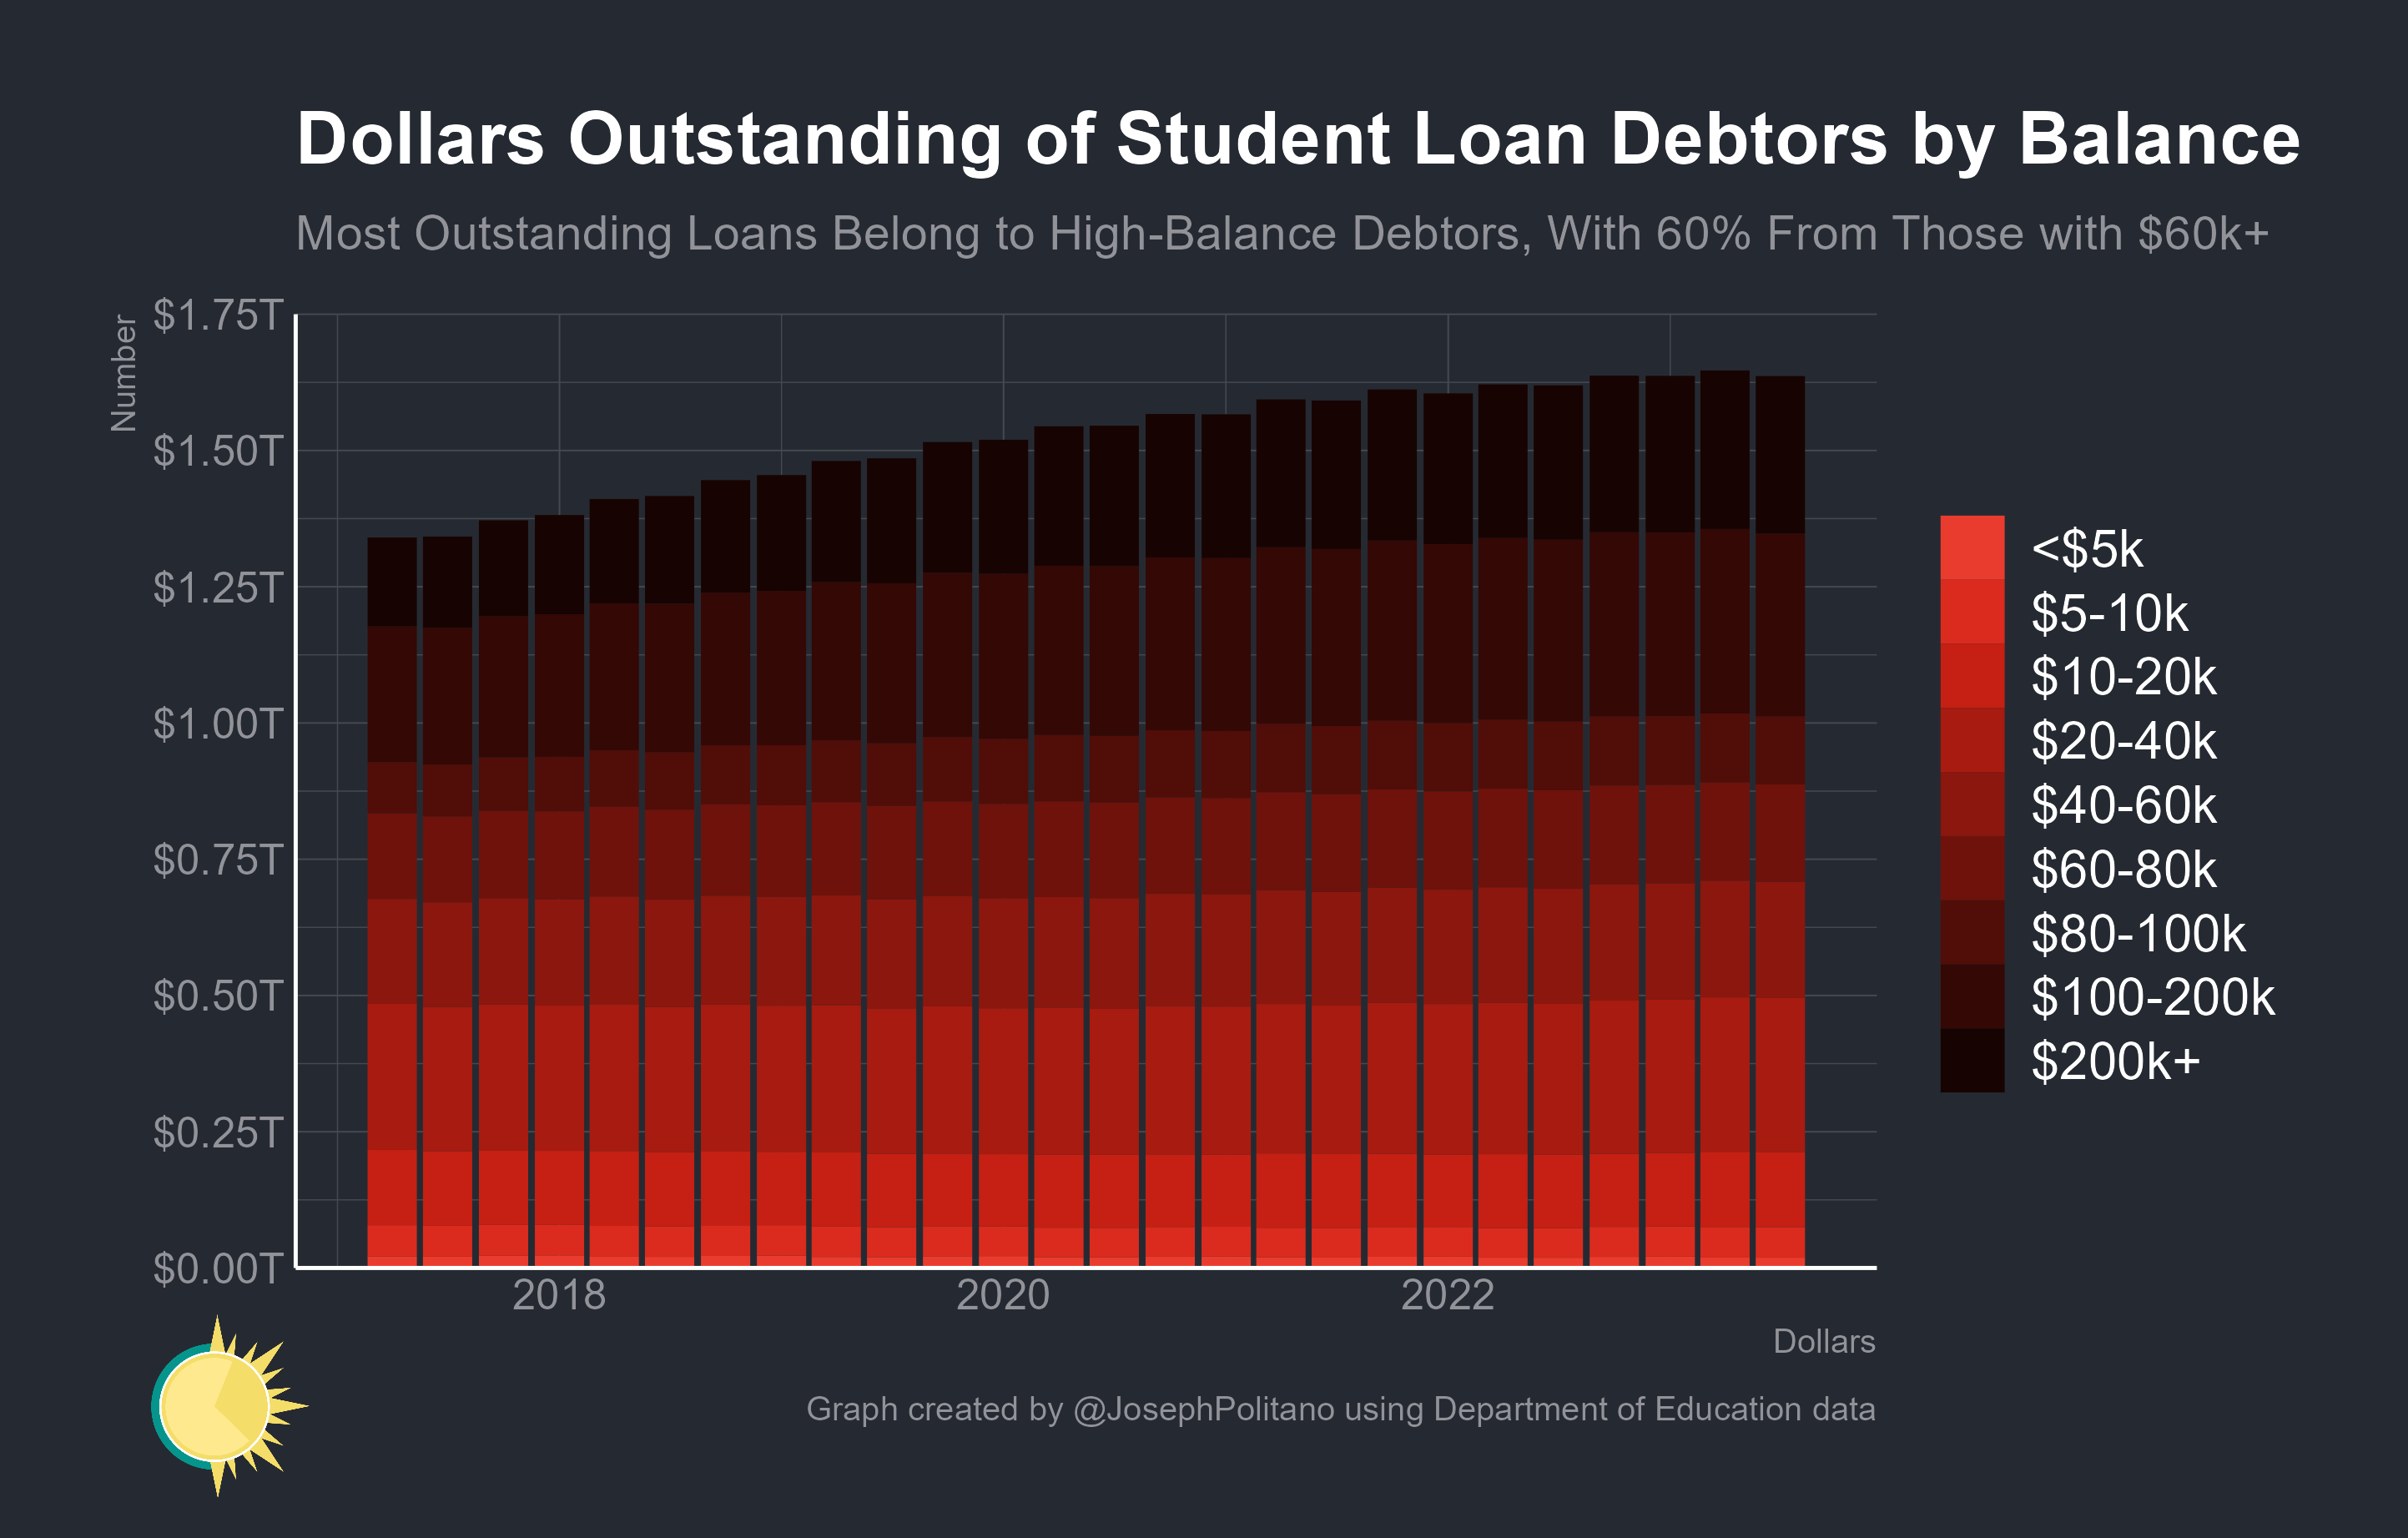 Dollars Outstanding of Student Loan Debtors by Balance
Most Outstanding Loans Belong to High-Balance Debtors, With 60% From Those with $60k+
Number
$1.75T
$1.50T
$1.25T
$1.00T
$0.75T
$0.50T
$0.25T
$0.00T
2018
2020
2022
Dollars
<$5k
$5-10k
$10-20k
$20-40k
$40-60k
$60-80k
$80-100k
$100-200k
$200k+
Graph created by @JosephPolitano using Department of Education data